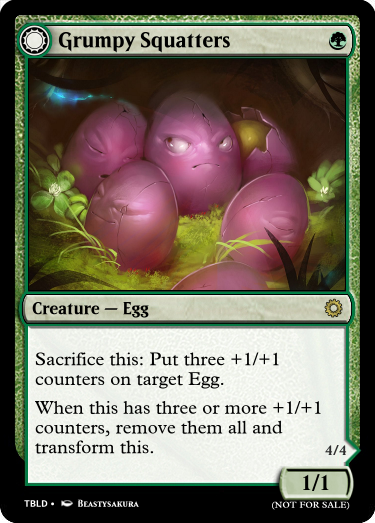 Grumpy Squatters
Creature — Egg
Sacrifice this: Put three +1/+1
counters on target Egg.
When this has three or more +1/+1
counters, remove them all and
transform this.
4/4
1/1
TBLD • Beastysakura
(NOT FOR SALE)